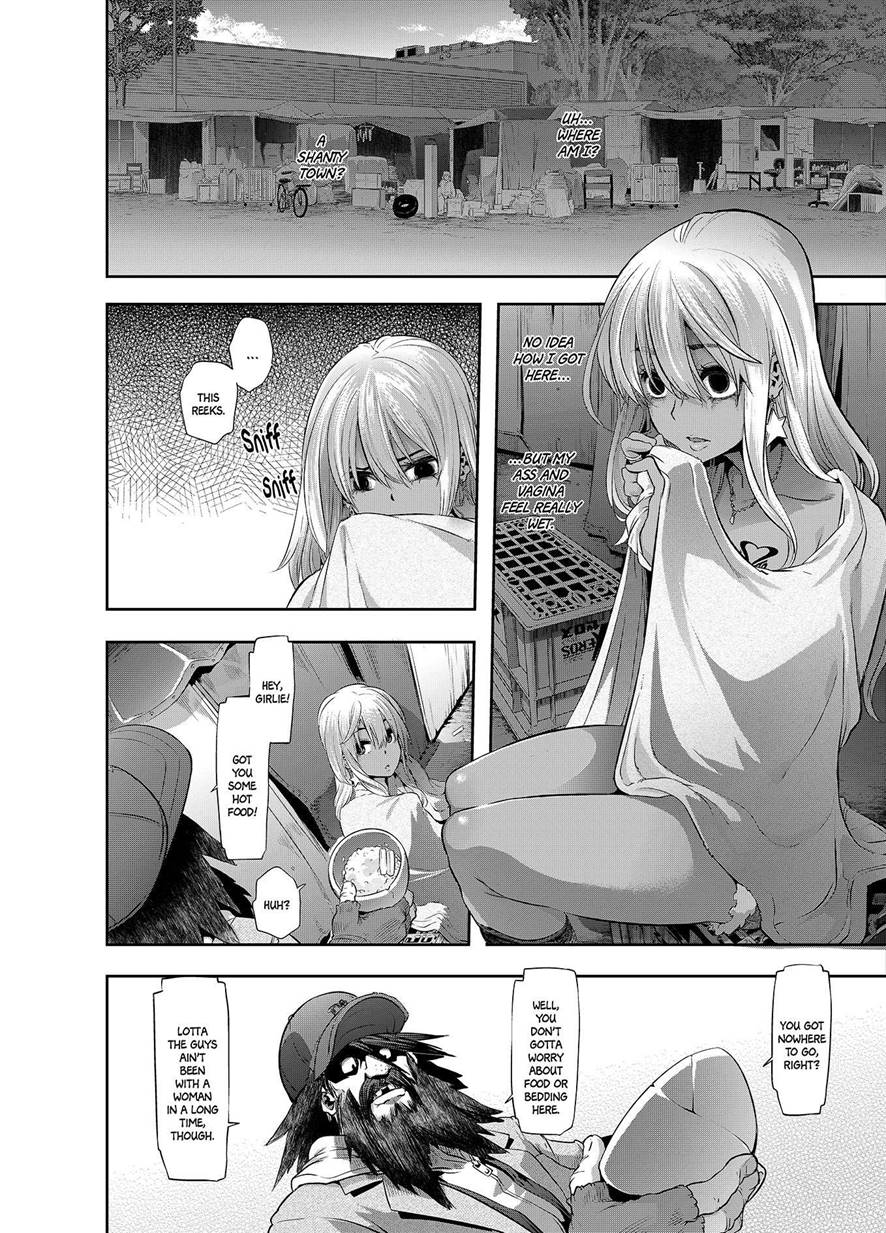 UH...
WHERE
AM I?
A
SHANTY
TOWN?
NO IDEA
HOW I GOT
HERE...
...BUT MY
ASS AND
VAGINA
FEEL REALLY
WET.
...
THIS
REEKS.
Sniff
Sniff
EROS
HEY,
GIRLIE!
GOT
YOU
SOME
HOT
FOOD!
HUH?
YOU GOT
NOWHERE
TO GO,
RIGHT?
WELL,
YOU
DON'T
GOTTA
WORRY
ABOUT
FOOD OR
BEDDING
HERE.
LOTTA
THE GUYS
AIN'T
BEEN
WITH A
WOMAN
IN A LONG
TIME,
THOUGH.